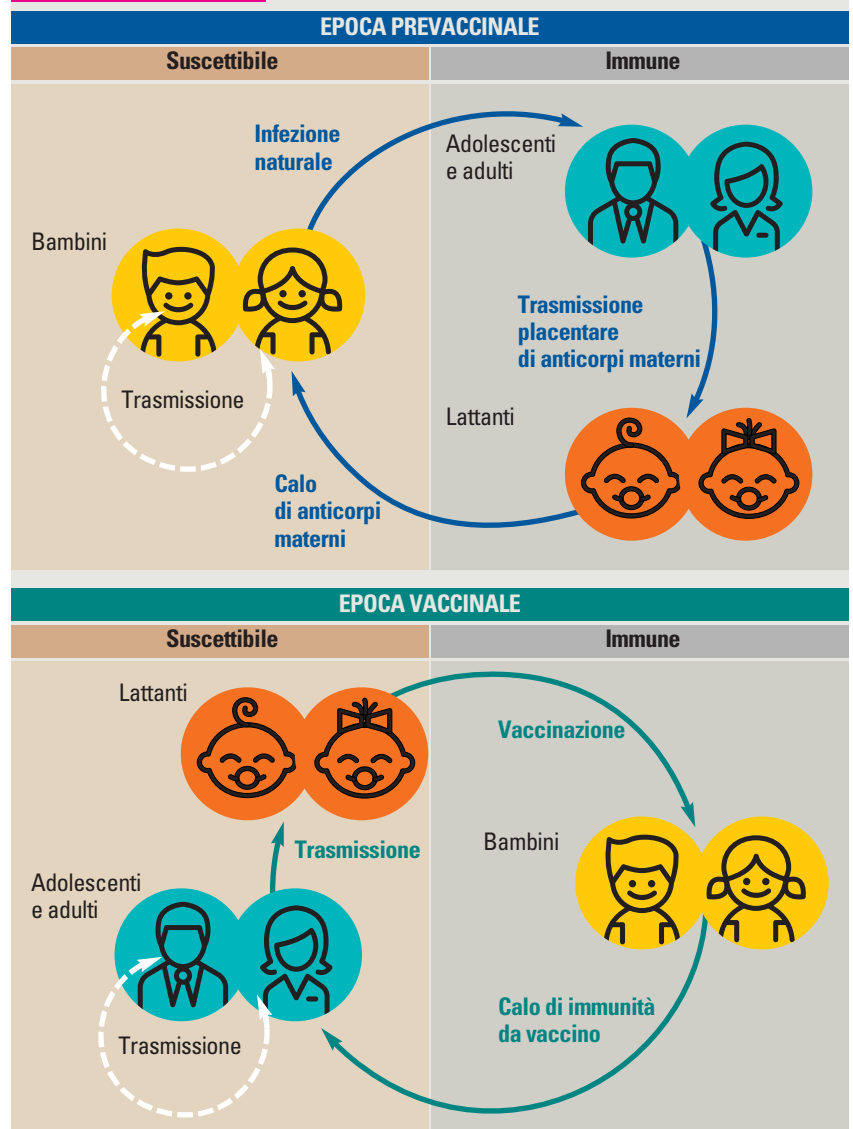 EPOCA PREVACCINALE
Suscettibile
Immune
Infezione
naturale
Adolescenti
e adulti
Bambini
Trasmissione
placentare
di anticorpi materni
Trasmissione
Lattanti
Calo
di anticorpi
materni
EPOCA VACCINALE
Suscettibile
Immune
Lattanti
Vaccinazione
Trasmissione
Bambini
Adolescenti
e adulti
Calo di immunità
da vaccino
Trasmissione